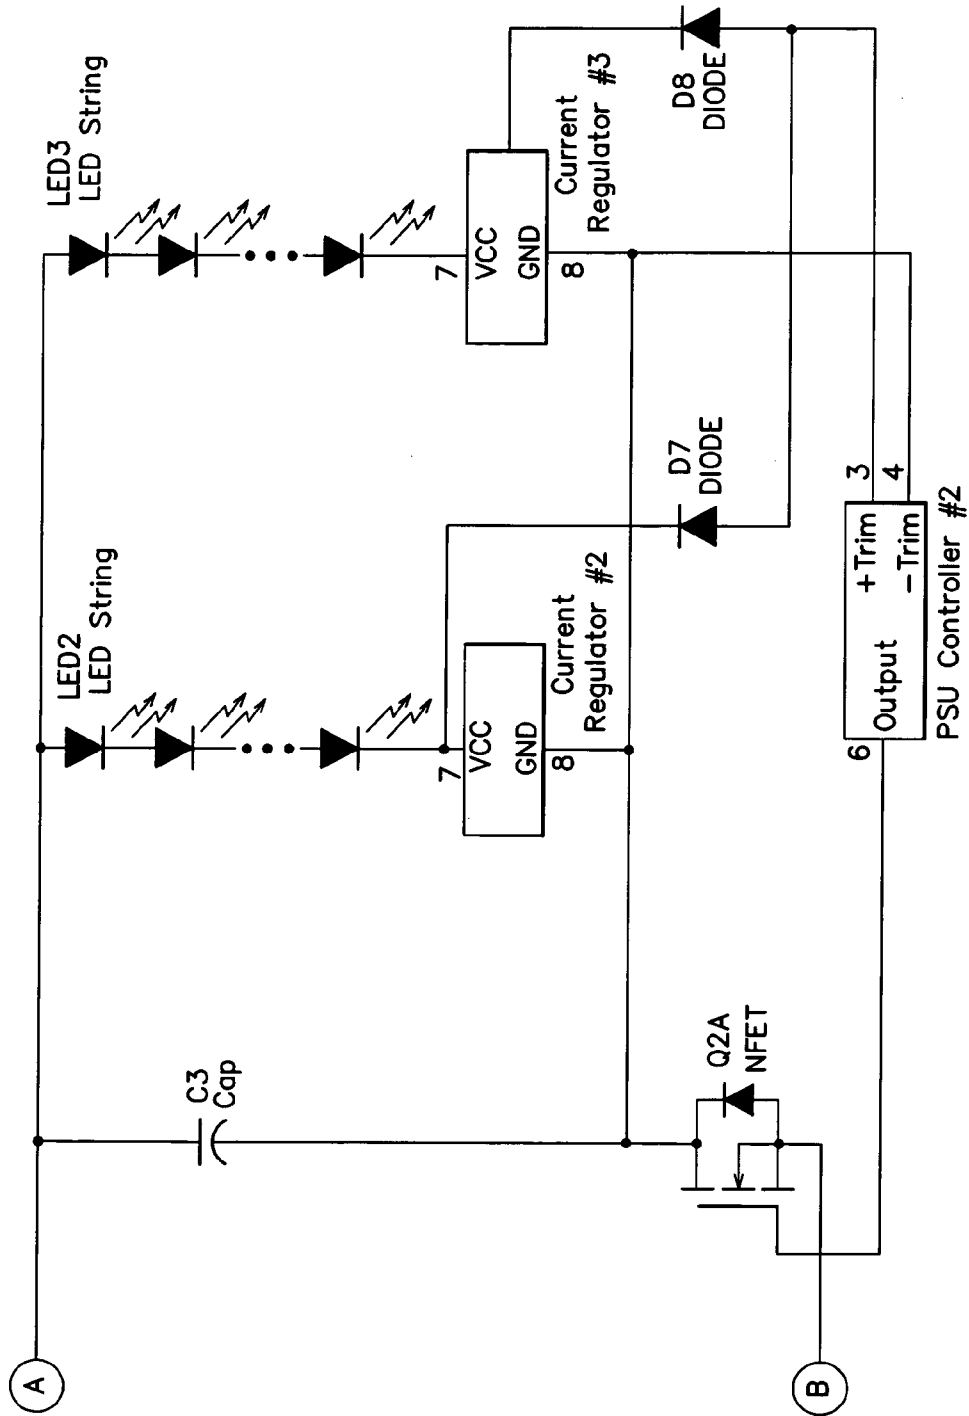 LED3
LED String
7
VCC
GND
8
Current
Regulator #3
D8
DIODE
LED2
LED String
7
VCC
GND
8
Current
Regulator #2
D7
DIODE
C3
Cap
Q2A
NFET
6
Output
+Trim
-Trim
3
4
PSU Controller #2
A
B